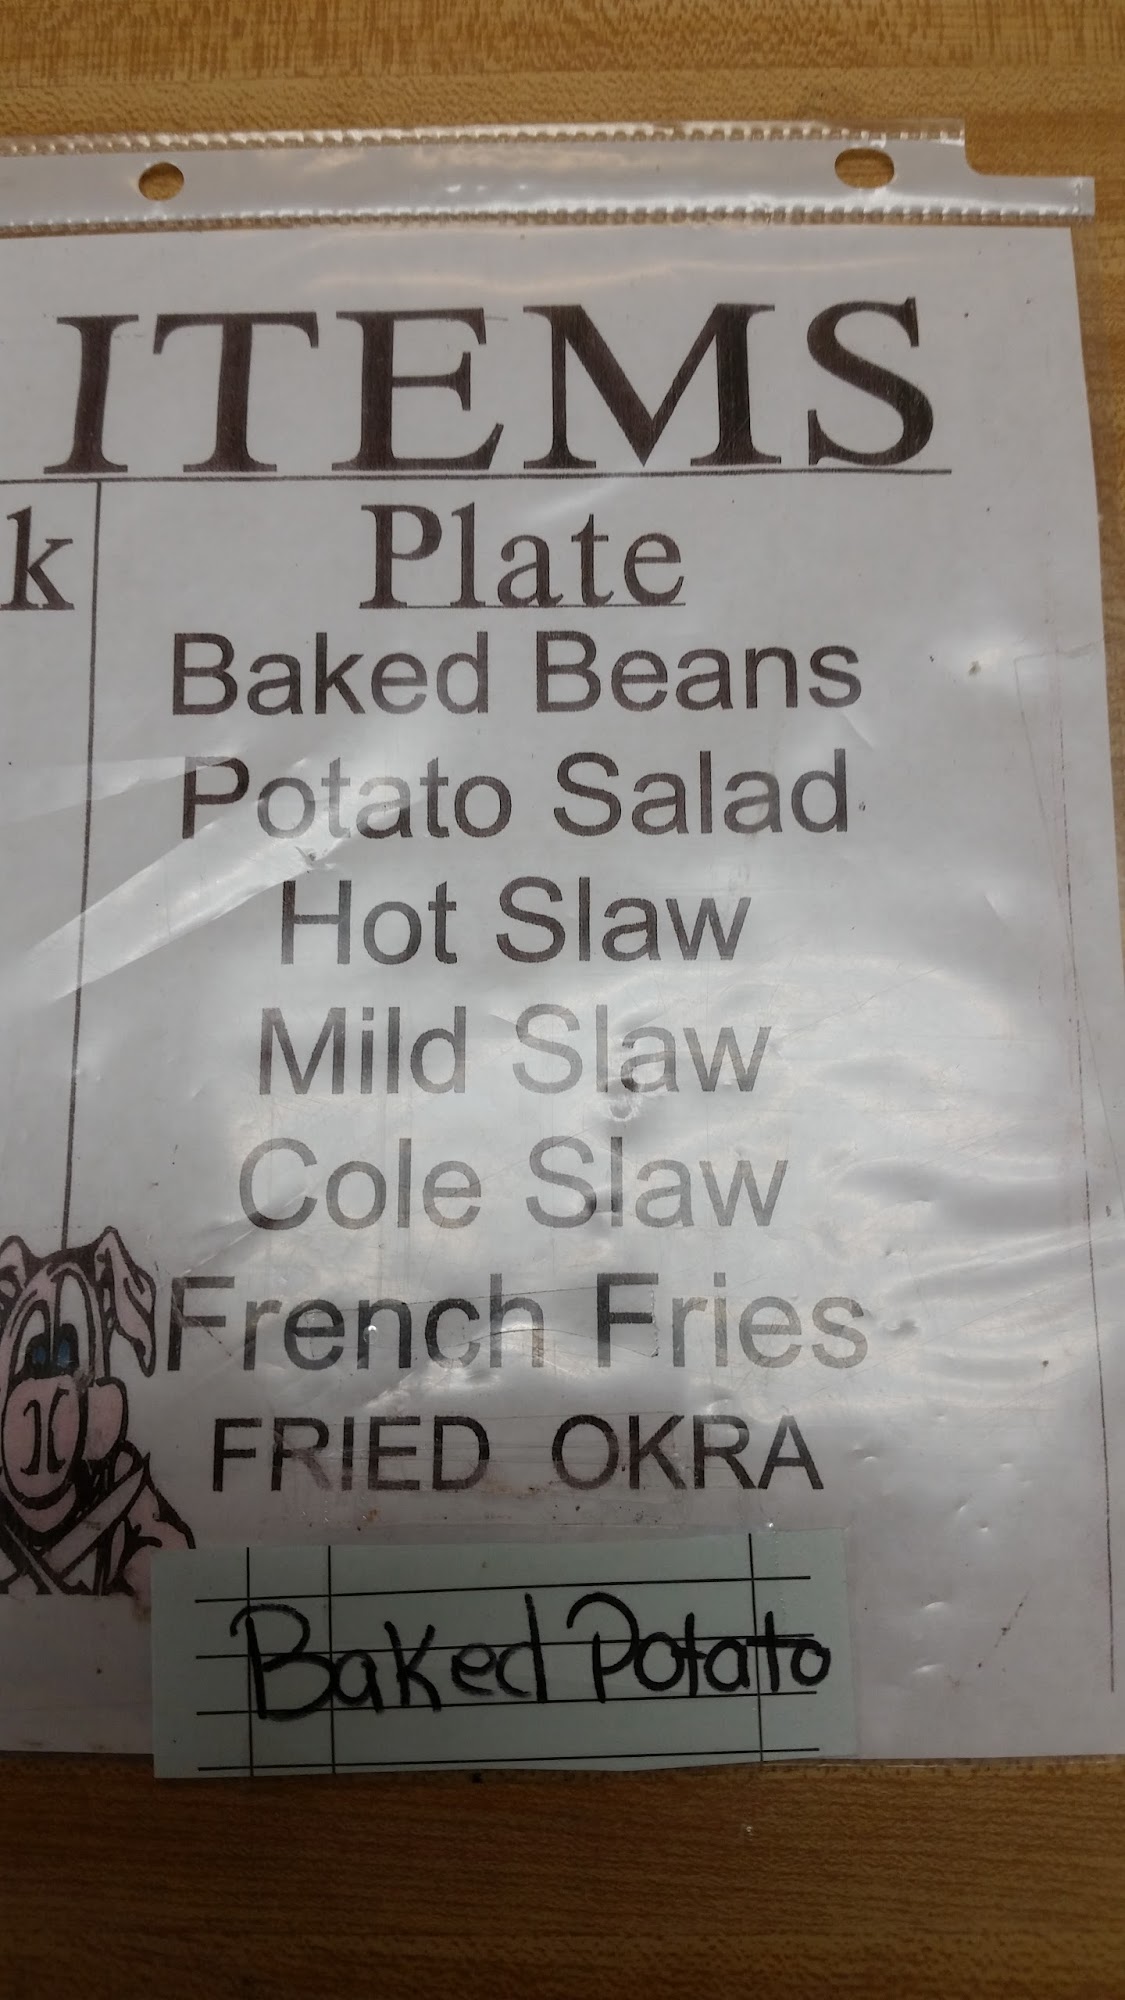 ITEMS
k
Plate
Baked Beans
Potato Salad
Hot Slaw
Mild Slaw
Cole Slaw
French Fries
FRIED OKRA
Baked Potato